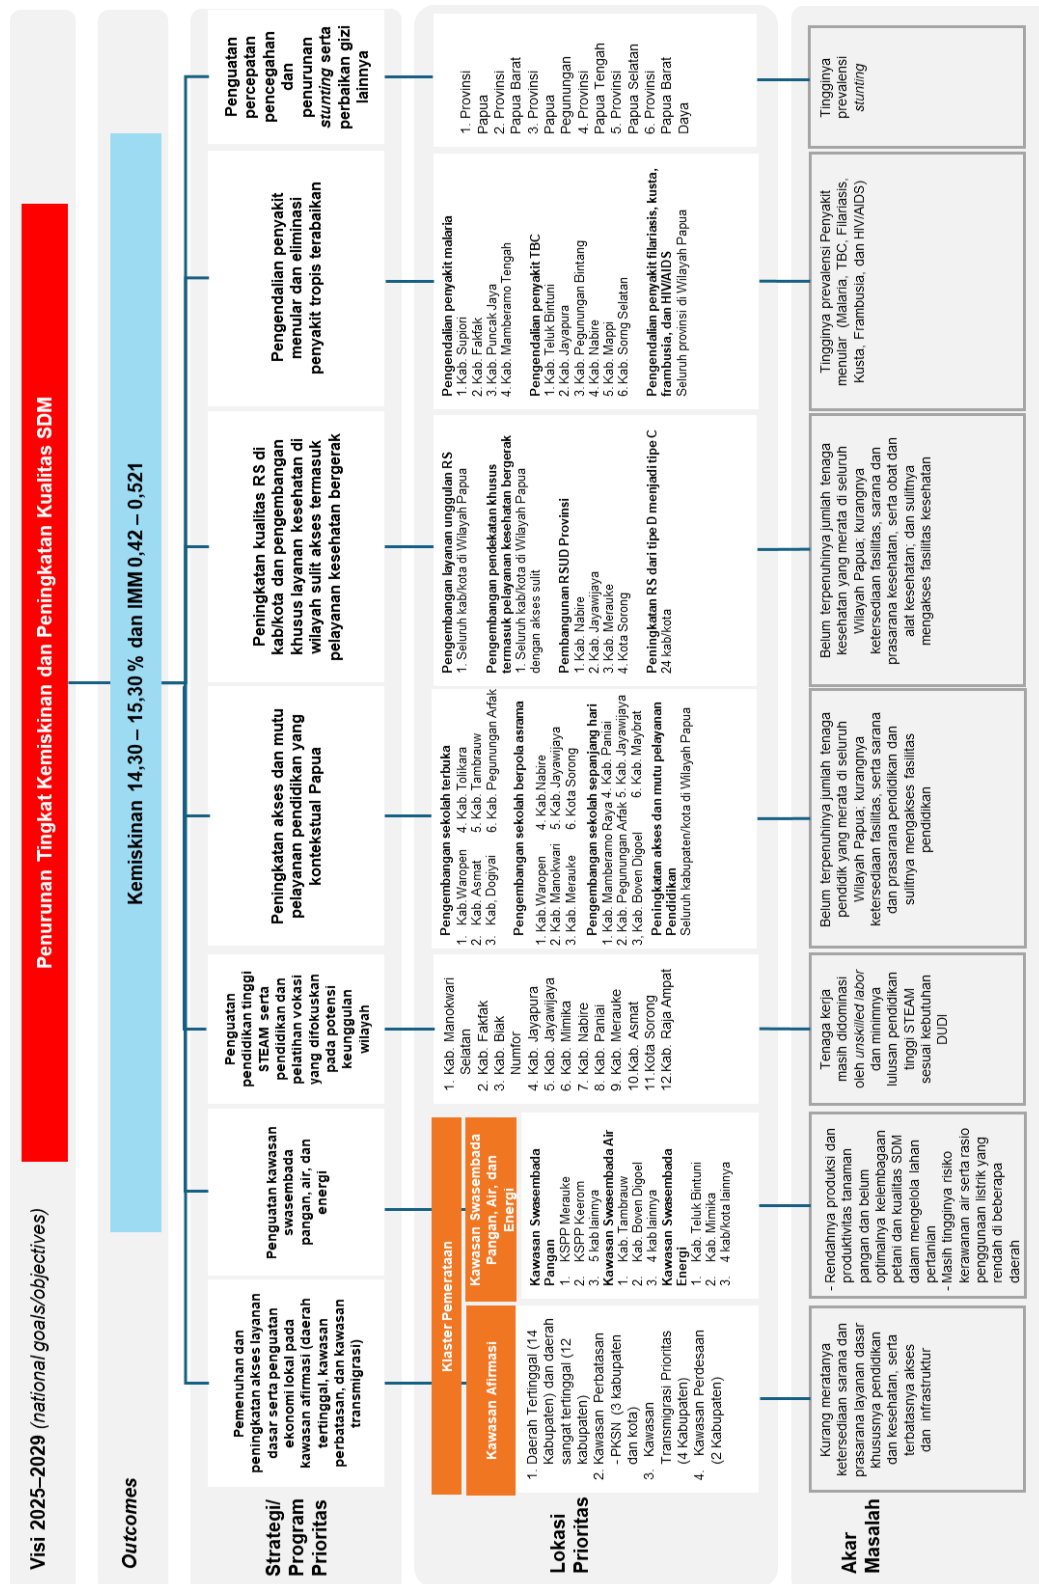 Visi 2025–2029 (national goals/objectives)
Penurunan Tingkat Kemiskinan dan Peningkatan Kualitas SDM
Outcomes
Kemiskinan 14,30 – 15,30 % dan IMM 0,42 – 0,521
Strategi/
Program
Prioritas
Pemenuhan dan
peningkatan akses layanan
dasar serta penguatan
ekonomi lokal pada
kawasan afirmasi (daerah
tertinggal, kawasan
perbatasan, dan kawasan
transmigrasi)
Penguatan kawasan
swasembada
pangan, air, dan
energi
Penguatan
pendidikan tinggi
STEAM serta
pendidikan dan
pelatihan vokasi
yang difokuskan
pada potensi
keunggulan
wilayah
Peningkatan akses dan mutu
pelayanan pendidikan yang
kontekstual Papua
Peningkatan kualitas RS di
kab/kota dan pengembangan
khusus layanan kesehatan di
wilayah sulit akses termasuk
pelayanan kesehatan bergerak
Pengendalian penyakit
menular dan eliminasi
penyakit tropis terabaikan
Penguatan
percepatan
pencegahan
dan
penurunan
stunting serta
perbaikan gizi
lainnya
Lokasi
Prioritas
Klaster Pemerataan
Kawasan Afirmasi
1. Daerah Tertinggal (14
Kabupaten) dan daerah
sangat tertinggal (12
kabupaten)
2. Kawasan Perbatasan
- PKSN (3 kabupaten
dan kota)
3. Kawasan
Transmigrasi Prioritas
(4 Kabupaten)
4. Kawasan Perdesaan
(2 Kabupaten)
Kawasan Swasembada
Pangan, Air, dan
Energi
Kawasan Swasembada
Pangan
1. KSPP Merauke
2. KSPP Keerom
3. 5 kab lainnya
Kawasan Swasembada Air
1. Kab. Tambrauw
2. Kab. Boven Digoel
3. 4 kab lainnya
Kawasan Swasembada
Energi
1. Kab. Teluk Bintuni
2. Kab. Mimika
3. 4 kab/kota lainnya
1. Kab. Manokwari
Selatan
2. Kab. Fakfak
3. Kab. Biak
Numfor
4. Kab. Jayapura
5. Kab. Jayawijaya
6. Kab. Mimika
7. Kab. Nabire
8. Kab. Paniai
9. Kab. Merauke
10.Kab. Asmat
11.Kota Sorong
12.Kab. Raja Ampat
Pengembangan sekolah terbuka
1. Kab.Waropen 4. Kab. Tolikara
2. Kab. Asmat 5. Kab. Tambrauw
3. Kab, Dogiyai 6. Kab. Pegunungan Arfak
Pengembangan sekolah berpola asrama
1. Kab.Waropen 4. Kab.Nabire
2. Kab. Manokwari 5. Kab. Jayawijaya
3. Kab. Merauke 6. Kota Sorong
Pengembangan sekolah sepanjang hari
1. Kab. Mamberamo Raya 4. Kab. Paniai
2. Kab. Pegunungan Arfak 5. Kab. Jayawijaya
3, Kab. Boven Digoel 6. Kab. Maybrat
Peningkatan akses dan mutu pelayanan
Pendidikan
Seluruh kabupaten/kota di Wilayah Papua
Pengembangan layanan unggulan RS
1. Seluruh kab/kota di Wilayah Papua
Pengembangan pendekatan khusus
termasuk pelayanan kesehatan bergerak
1. Seluruh kab/kota di Wilayah Papua
dengan akses sulit
Pembangunan RSUD Provinsi
1. Kab. Nabire
2. Kab. Jayawijaya
3. Kab. Merauke
4. Kota Sorong
Peningkatan RS dari tipe D menjadi tipe C
24 kab/kota
Pengendalian penyakit malaria
1. Kab. Supiori
2. Kab. Fakfak
3. Kab. Puncak Jaya
4. Kab. Mamberamo Tengah
Pengendalian penyakit TBC
1. Kab. Teluk Bintuni
2. Kab. Jayapura
3. Kab. Pegunungan Bintang
4. Kab. Nabire
5. Kab. Mappi
6. Kab. Sorng Selatan
Pengendalian penyakit filariasis, kusta,
frambusia, dan HIV/AIDS
Seluruh provinsi di Wilayah Papua
1. Provinsi
Papua
2. Provinsi
Papua Barat
3. Provinsi
Papua
Pegunungan
4. Provinsi
Papua Tengah
5. Provinsi
Papua Selatan
6. Provinsi
Papua Barat
Daya
Akar
Masalah
Kurang meratanya
ketersediaan sarana dan
prasarana layanan dasar
khususnya pendidikan
dan kesehatan, serta
terbatasnya akses
dan infrastruktur
- Rendahnya produksi dan
produktivitas tanaman
pangan dan belum
optimalnya kelembagaan
petani dan kualitas SDM
dalam mengelola lahan
pertanian
- Masih tingginya risiko
kerawanan air serta rasio
penggunaan listrik yang
rendah di beberapa
daerah
Tenaga kerja
masih didominasi
oleh unskilled labor
dan minimnya
lulusan pendidikan
tinggi STEAM
sesuai kebutuhan
DUDI
Belum terpenuhinya jumlah tenaga
pendidik yang merata di seluruh
Wilayah Papua; kurangnya
ketersediaan fasilitas, serta sarana
dan prasarana pendidikan dan
sulitnya mengakses fasilitas
pendidikan
Belum terpenuhinya jumlah tenaga
kesehatan yang merata di seluruh
Wilayah Papua; kurangnya
ketersediaan fasilitas, sarana dan
prasarana kesehatan, serta obat dan
alat kesehatan; dan sulitnya
mengakses fasilitas kesehatan
Tingginya prevalensi Penyakit
menular (Malaria, TBC, Filariasis,
Kusta, Frambusia, dan HIV/AIDS)
Tingginya
prevalensi
stunting